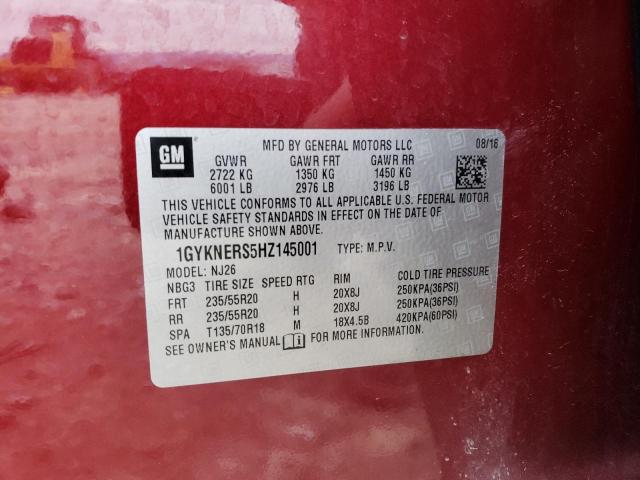 GM
MFD BY GENERAL MOTORS LLC 08/16
GVWR GAWR FRT GAWR RR
2722 KG 1350 KG 1450 KG
6001 LB 2976 LB 3196 LB
THIS VEHICLE CONFORMS TO ALL APPLICABLE U.S. FEDERAL MOTOR
VEHICLE SAFETY STANDARDS IN EFFECT ON THE DATE OF
MANUFACTURE SHOWN ABOVE.
1GYKNERS5HZ145001 TYPE: M.P.V.
MODEL: NJ26
NBG3 TIRE SIZE SPEED RTG RIM COLD TIRE PRESSURE
FRT 235/55R20 H 20X8J 250KPA(36PSI)
RR 235/55R20 H 20X8J 250KPA(36PSI)
SPA T135/70R18 M 18X4.5B 420KPA(60PSI)
SEE OWNER'S MANUAL i FOR MORE INFORMATION.